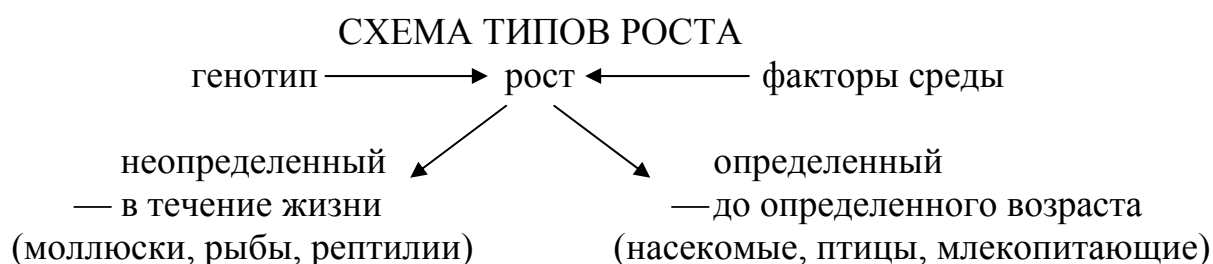 СХЕМА ТИПОВ РОСТА
генотип рост факторы среды
неопределенный определенный
— в течение жизни — до определенного возраста
(моллюски, рыбы, рептилии) (насекомые, птицы, млекопитающие)